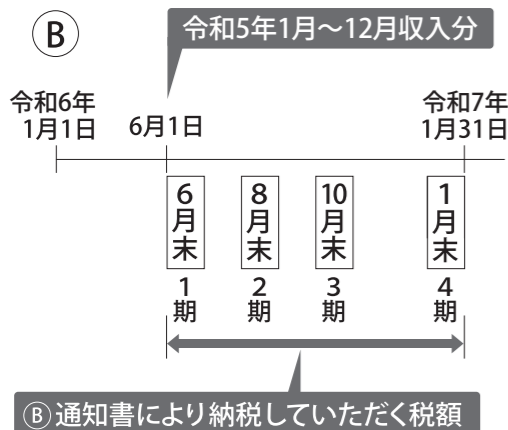 Ⓑ
令和5年1月～12月収入分
令和6年
1月1日
6月1日
令和7年
1月31日
6月末
8月末
10月末
1月末
1期
2期
3期
4期
Ⓑ通知書により納税していただく税額